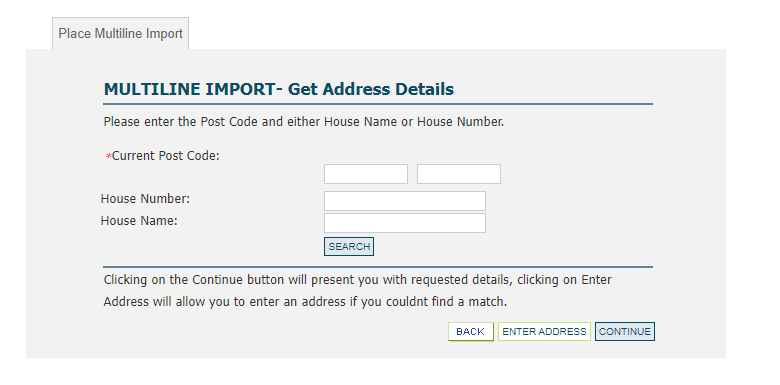 Place Multiline Import
MULTILINE IMPORT- Get Address Details
Please enter the Post Code and either House Name or House Number.
*Current Post Code:
House Number:
House Name:
SEARCH
Clicking on the Continue button will present you with requested details, clicking on Enter
Address will allow you to enter an address if you couldnt find a match.
BACK ENTER ADDRESS CONTINUE